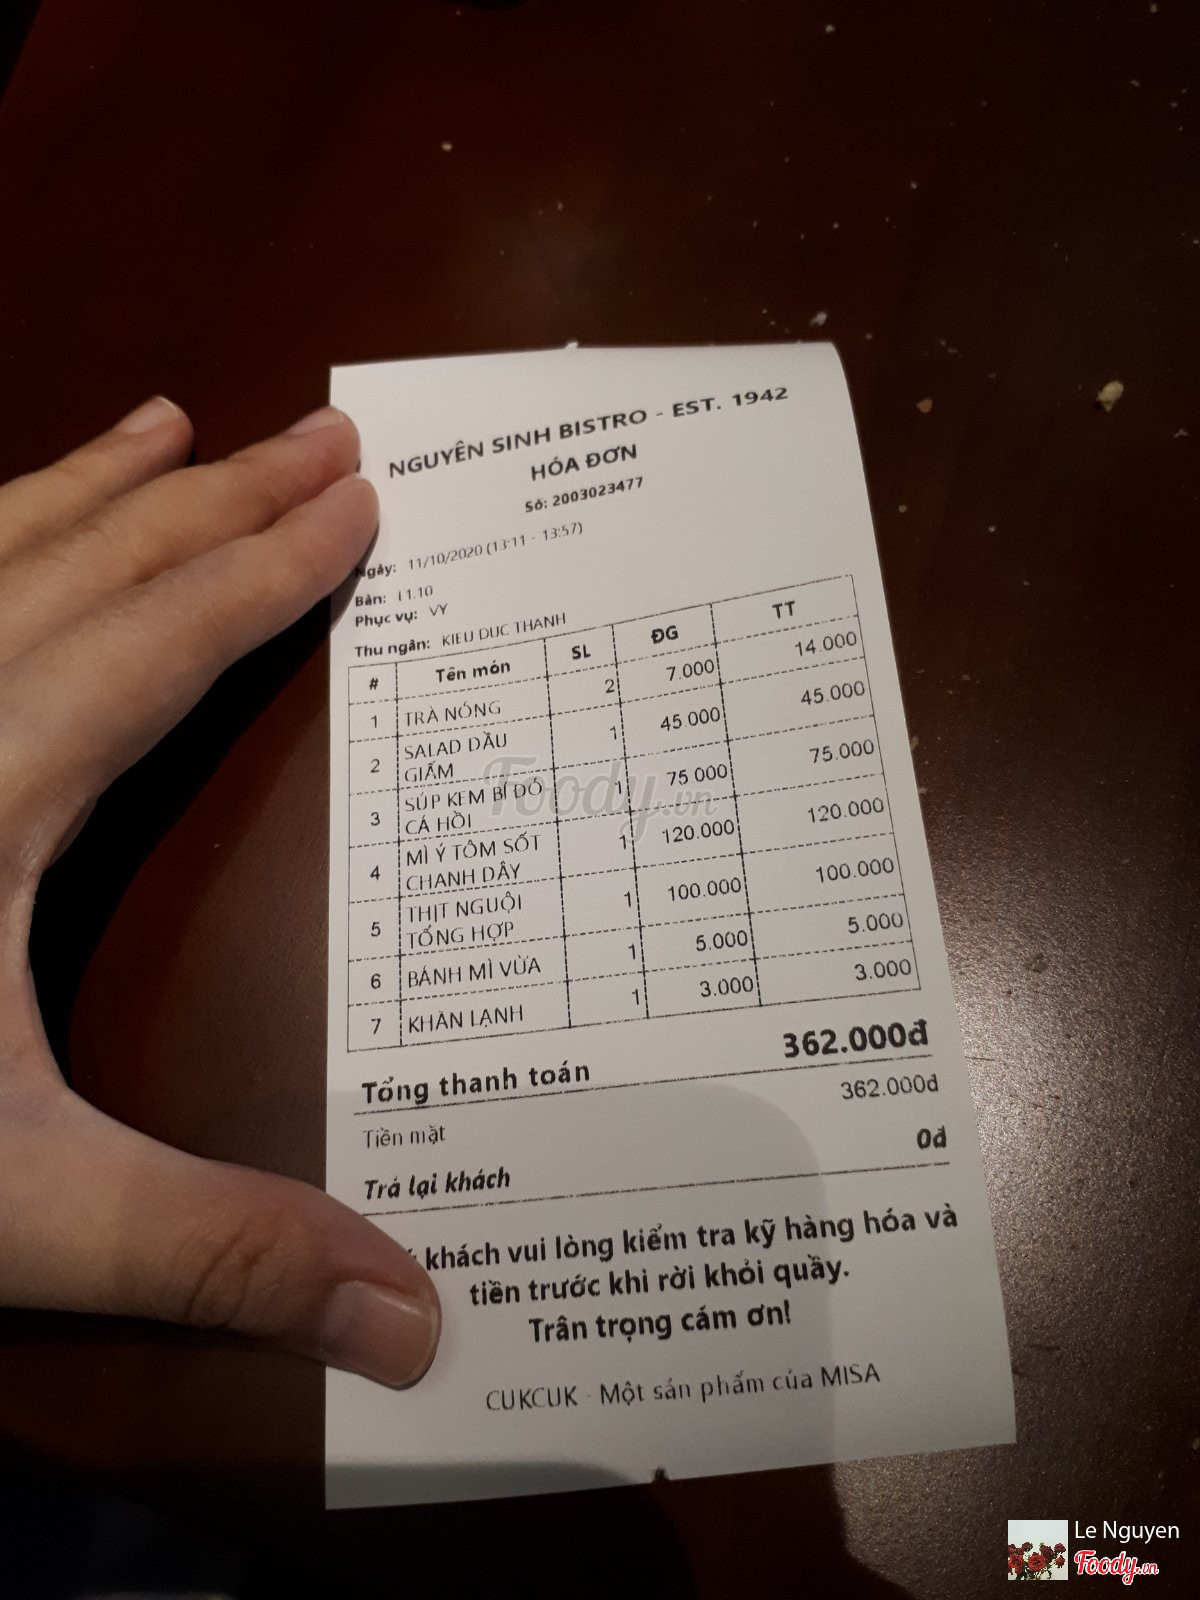 NGUYÊN SINH BISTRO - EST. 1942
HÓA ĐƠN
Số: 2003023477
Ngày: 11/10/2020 (13:11 - 13:57)
Bàn: L1.10
Phục vụ: VY
Thu ngân: KIEU DUC THANH
# Tên món SL ĐG TT
1 TRÀ NÓNG 2 7.000 14.000
2 SALAD DẦU GIẤM 1 45.000 45.000
3 SÚP KEM BÍ ĐỎ CÁ HỒI 1 75.000 75.000
4 MÌ Ý TÔM SỐT CHANH DÂY 1 120.000 120.000
5 THỊT NGUỘI TỔNG HỢP 1 100.000 100.000
6 BÁNH MÌ VỪA 1 5.000 5.000
7 KHĂN LẠNH 1 3.000 3.000
Tổng thanh toán 362.000đ
Tiền mặt 362.000đ
Trả lại khách 0đ
khách vui lòng kiểm tra kỹ hàng hóa và
tiền trước khi rời khỏi quầy.
Trân trọng cám ơn!
CUKCUK - Một sản phẩm của MISA
Foody.vn
Le Nguyen
Foody.vn